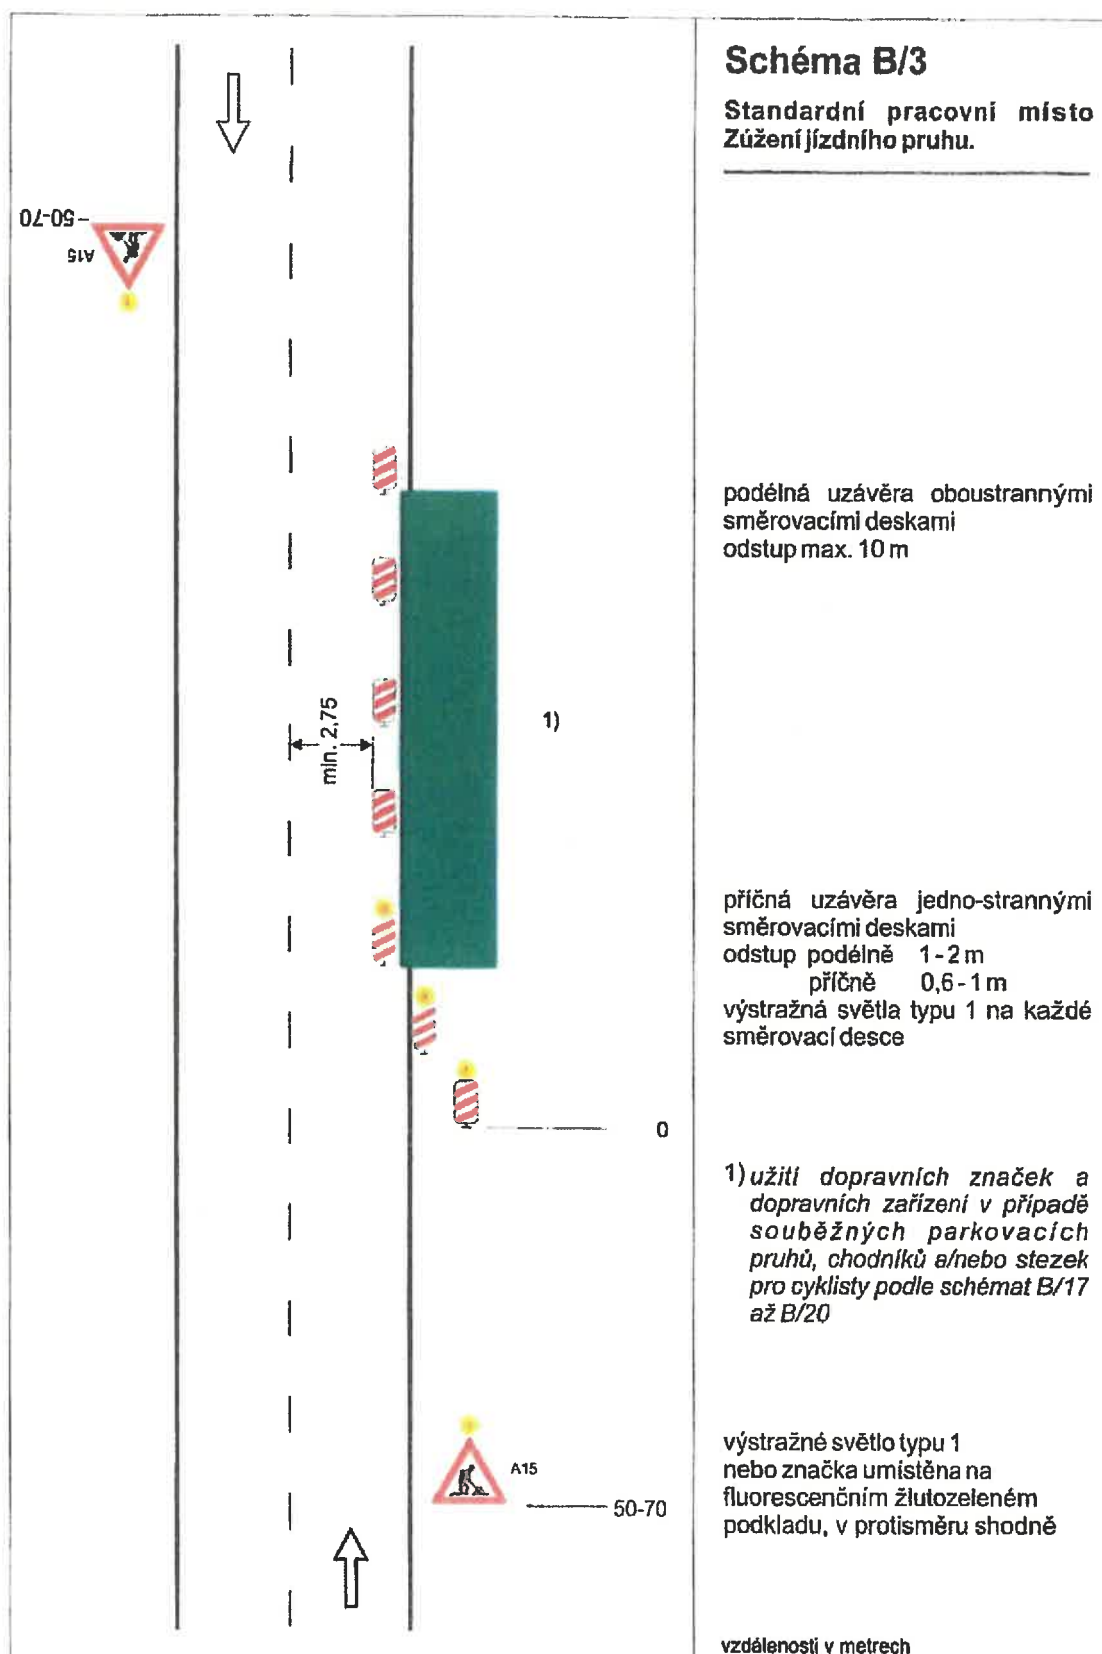 Schéma B/3
Standardní pracovní místo
Zúžení jízdního pruhu.
50-70
A15
podélná uzávěra oboustrannými
směrovacími deskami
odstup max. 10 m
min. 2,75
1)
příčná uzávěra jedno-strannými
směrovacími deskami
odstup podélně 1-2 m
příčně 0,6-1 m
výstražná světla typu 1 na každé
směrovací desce
0
1) užití dopravních značek a
dopravních zařízení v případě
souběžných parkovacích
pruhů, chodníků a/nebo stezek
pro cyklisty podle schémat B/17
až B/20
A15
50-70
výstražné světlo typu 1
nebo značka umístěna na
fluorescenčním žlutozeleném
podkladu, v protisměru shodně
vzdálenosti v metrech